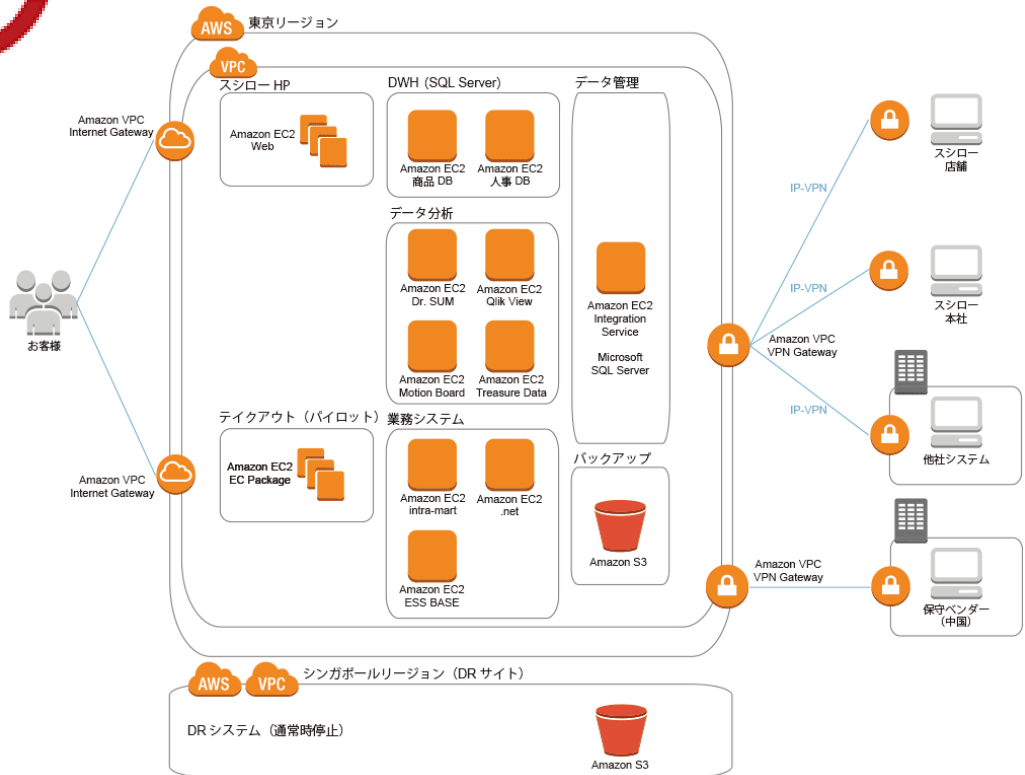 AWS
東京リージョン
VPC
スシロー HP
Amazon EC2
Web
DWH (SQL Server)
Amazon EC2
商品 DB
Amazon EC2
人事 DB
データ管理
Amazon EC2
Integration
Service
Microsoft
SQL Server
データ分析
Amazon EC2
Dr. SUM
Amazon EC2
Qlik View
Amazon EC2
Motion Board
Amazon EC2
Treasure Data
テイクアウト（パイロット）
Amazon EC2
EC Package
業務システム
Amazon EC2
intra-mart
Amazon EC2
.net
Amazon EC2
ESS BASE
バックアップ
Amazon S3
Amazon VPC
Internet Gateway
お客様
Amazon VPC
Internet Gateway
IP-VPN
スシロー
店舗
IP-VPN
スシロー
本社
Amazon VPC
VPN Gateway
IP-VPN
他社システム
Amazon VPC
VPN Gateway
保守ベンダー
（中国）
AWS
VPC
シンガポールリージョン（DR サイト）
DR システム（通常時停止）
Amazon S3